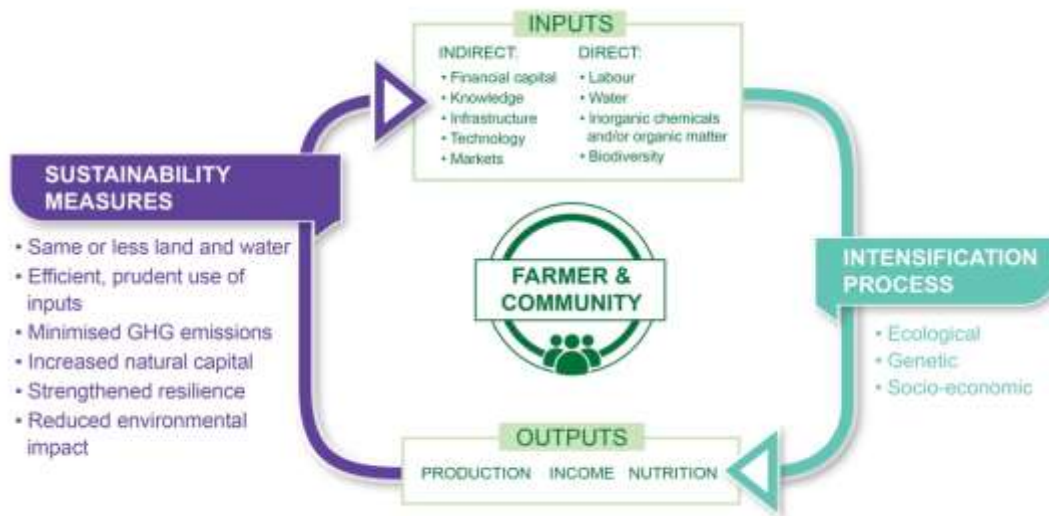 INPUTS
INDIRECT:
• Financial capital
• Knowledge
• Infrastructure
• Technology
• Markets
DIRECT:
• Labour
• Water
• Inorganic chemicals
and/or organic matter
• Biodiversity
SUSTAINABILITY
MEASURES
• Same or less land and water
• Efficient, prudent use of
inputs
• Minimised GHG emissions
• Increased natural capital
• Strengthened resilience
• Reduced environmental
impact
FARMER &
COMMUNITY
INTENSIFICATION
PROCESS
• Ecological
• Genetic
• Socio-economic
OUTPUTS
PRODUCTION INCOME NUTRITION